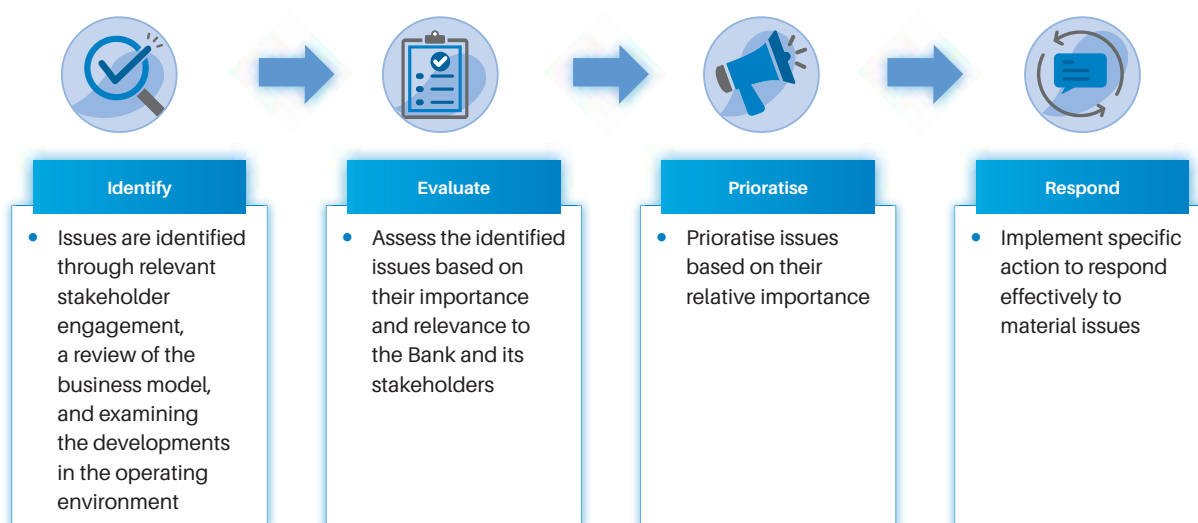 Identify
• Issues are identified
through relevant
stakeholder
engagement,
a review of the
business model,
and examining
the developments
in the operating
environment
Evaluate
• Assess the identified
issues based on
their importance
and relevance to
the Bank and its
stakeholders
Prioratise
• Prioratise issues
based on their
relative importance
Respond
• Implement specific
action to respond
effectively to
material issues